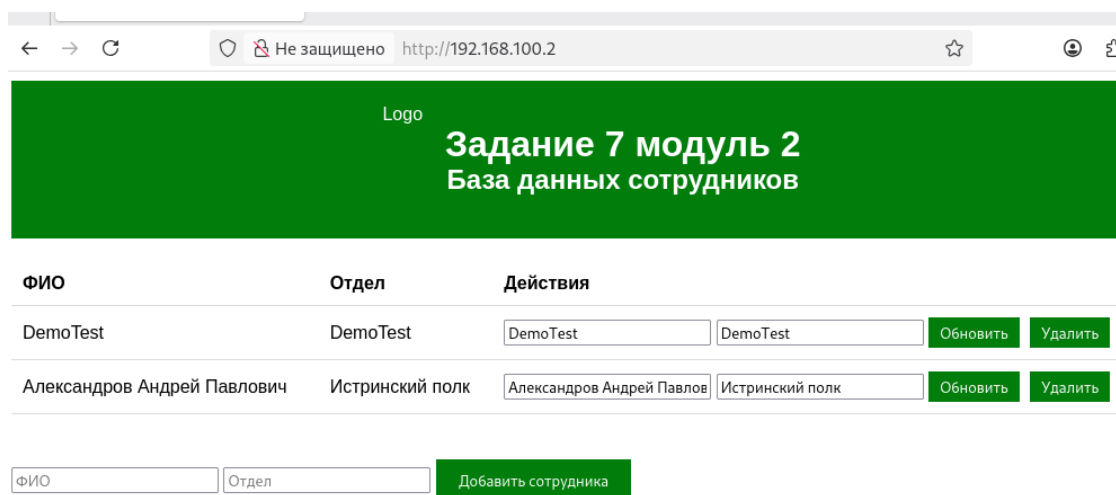 Не защищено http://192.168.100.2
Logo
Задание 7 модуль 2
База данных сотрудников
ФИО Отдел Действия
DemoTest DemoTest DemoTest DemoTest Обновить Удалить
Александров Андрей Павлович Истринский полк Александров Андрей Павлов Истринский полк Обновить Удалить
ФИО Отдел Добавить сотрудника